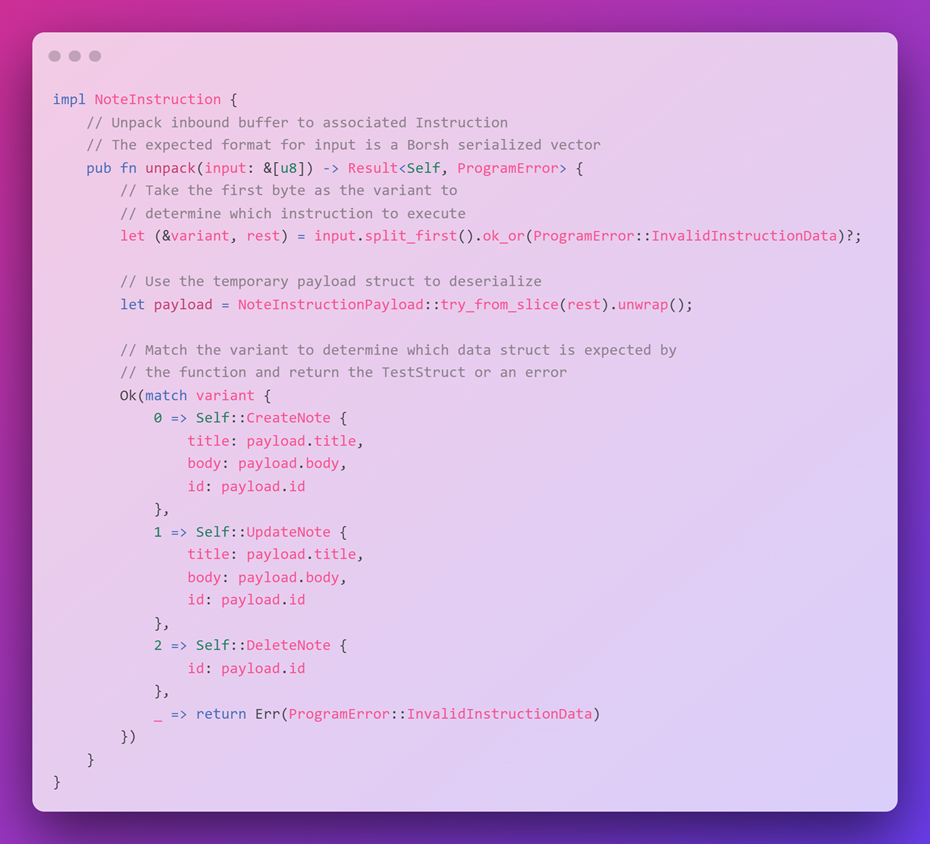 impl NoteInstruction {
    // Unpack inbound buffer to associated Instruction
    // The expected format for input is a Borsh serialized vector
    pub fn unpack(input: &[u8]) -> Result<Self, ProgramError> {
        // Take the first byte as the variant to
        // determine which instruction to execute
        let (&variant, rest) = input.split_first().ok_or(ProgramError::InvalidInstructionData)?;

        // Use the temporary payload struct to deserialize
        let payload = NoteInstructionPayload::try_from_slice(rest).unwrap();

        // Match the variant to determine which data struct is expected by
        // the function and return the TestStruct or an error
        Ok(match variant {
            0 => Self::CreateNote {
                title: payload.title,
                body: payload.body,
                id: payload.id
            },
            1 => Self::UpdateNote {
                title: payload.title,
                body: payload.body,
                id: payload.id
            },
            2 => Self::DeleteNote {
                id: payload.id
            },
            _ => return Err(ProgramError::InvalidInstructionData)
        })
    }
}